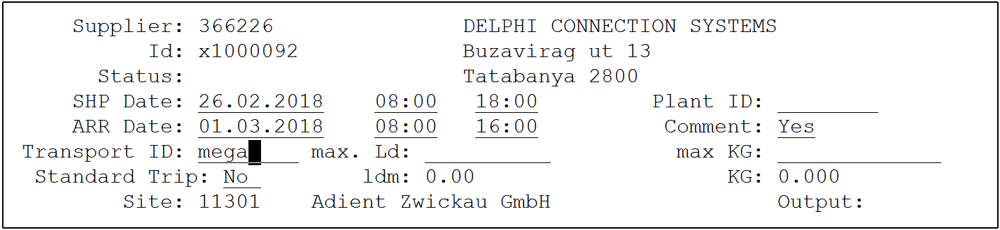 Supplier: 366226 DELPHI CONNECTION SYSTEMS
Id: x1000092 Buzavirag ut 13
Status: Tatabanya 2800
SHP Date: 26.02.2018 08:00 18:00 Plant ID:
ARR Date: 01.03.2018 08:00 16:00 Comment: Yes
Transport ID: mega max. Ld: max KG:
Standard Trip: No ldm: 0.00 KG: 0.000
Site: 11301 Adient Zwickau GmbH Output: